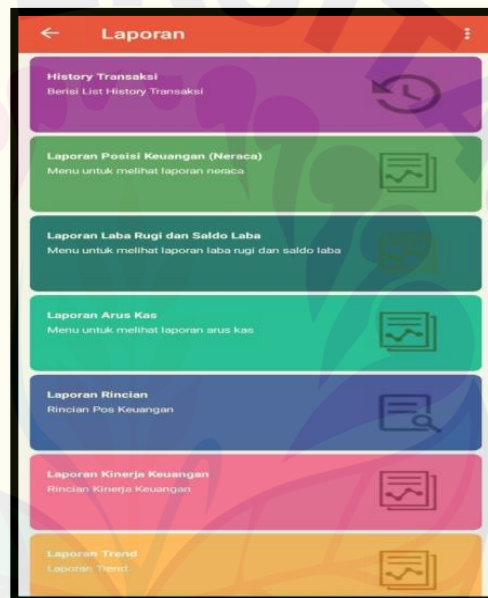 Laporan
History Transaksi
Berisi List History Transaksi
Laporan Posisi Keuangan (Neraca)
Menu untuk melihat laporan neraca
Laporan Laba Rugi dan Saldo Laba
Menu untuk melihat laporan laba rugi dan saldo laba
Laporan Arus Kas
Menu untuk melihat laporan arus kas
Laporan Rincian
Rincian Pos Keuangan
Laporan Kinerja Keuangan
Rincian Kinerja Keuangan
Laporan Trend
Laporan Trend